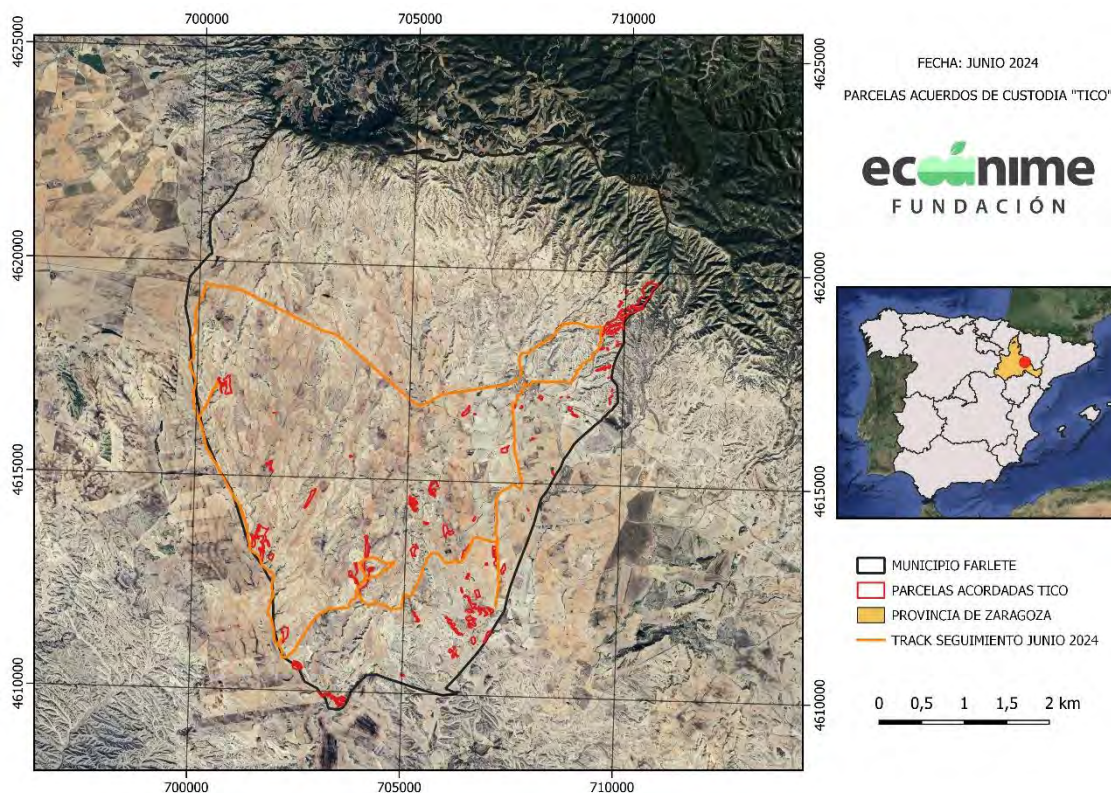 700000
705000
710000
4625000
4625000
4620000
4620000
4615000
4615000
4610000
4610000
700000
705000
710000
FECHA: JUNIO 2024
PARCELAS ACUERDOS DE CUSTODIA "TICO"
ecoánime
FUNDACIÓN
MUNICIPIO FARLETE
PARCELAS ACORDADAS TICO
PROVINCIA DE ZARAGOZA
TRACK SEGUIMIENTO JUNIO 2024
0 0,5 1 1,5 2 km